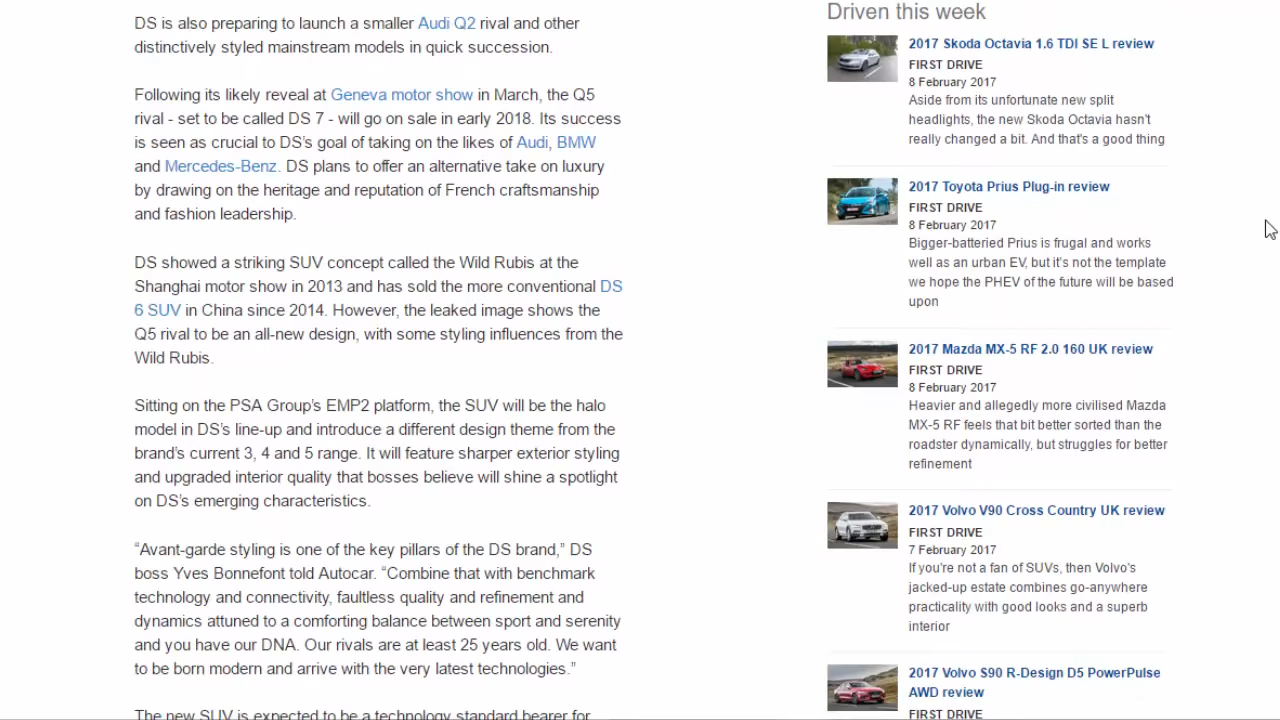 DS is also preparing to launch a smaller Audi Q2 rival and other
distinctively styled mainstream models in quick succession.
Following its likely reveal at Geneva motor show in March, the Q5
rival - set to be called DS 7 - will go on sale in early 2018. Its success
is seen as crucial to DS's goal of taking on the likes of Audi, BMW
and Mercedes-Benz. DS plans to offer an alternative take on luxury
by drawing on the heritage and reputation of French craftsmanship
and fashion leadership.
DS showed a striking SUV concept called the Wild Rubis at the
Shanghai motor show in 2013 and has sold the more conventional DS
6 SUV in China since 2014. However, the leaked image shows the
Q5 rival to be an all-new design, with some styling influences from the
Wild Rubis.
Sitting on the PSA Group's EMP2 platform, the SUV will be the halo
model in DS's line-up and introduce a different design theme from the
brand's current 3, 4 and 5 range. It will feature sharper exterior styling
and upgraded interior quality that bosses believe will shine a spotlight
on DS's emerging characteristics.
“Avant-garde styling is one of the key pillars of the DS brand,” DS
boss Yves Bonnefont told Autocar. “Combine that with benchmark
technology and connectivity, faultless quality and refinement and
dynamics attuned to a comforting balance between sport and serenity
and you have our DNA. Our rivals are at least 25 years old. We want
to be born modern and arrive with the very latest technologies.”
The new SUV is expected to be a technology standard bearer for
Driven this week
2017 Skoda Octavia 1.6 TDI SE L review
FIRST DRIVE
8 February 2017
Aside from its unfortunate new split
headlights, the new Skoda Octavia hasn't
really changed a bit. And that's a good thing
2017 Toyota Prius Plug-in review
FIRST DRIVE
8 February 2017
Bigger-batteried Prius is frugal and works
well as an urban EV, but it's not the template
we hope the PHEV of the future will be based
upon
2017 Mazda MX-5 RF 2.0 160 UK review
FIRST DRIVE
8 February 2017
Heavier and allegedly more civilised Mazda
MX-5 RF feels that bit better sorted than the
roadster dynamically, but struggles for better
refinement
2017 Volvo V90 Cross Country UK review
FIRST DRIVE
7 February 2017
If you're not a fan of SUVs, then Volvo's
jacked-up estate combines go-anywhere
practicality with good looks and a superb
interior
2017 Volvo S90 R-Design D5 PowerPulse
AWD review
FIRST DRIVE